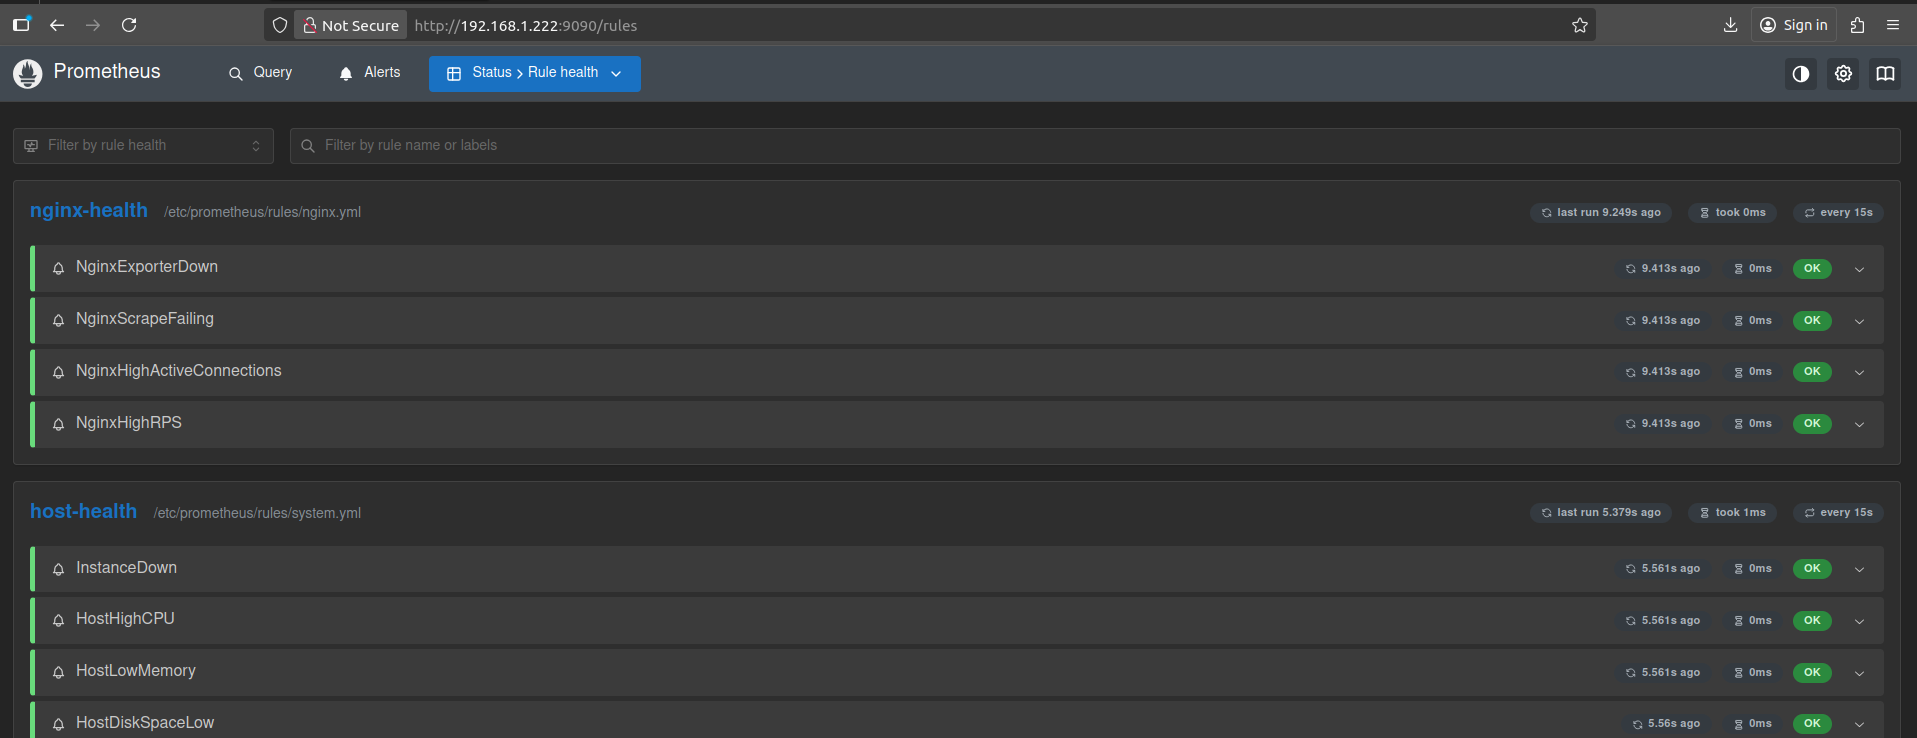 Not Secure http://192.168.1.222:9090/rules Sign in
Prometheus Query Alerts Status > Rule health
Filter by rule health Filter by rule name or labels
nginx-health /etc/prometheus/rules/nginx.yml last run 9.249s ago took 0ms every 15s
NginxExporterDown 9.413s ago 0ms OK
NginxScrapeFailing 9.413s ago 0ms OK
NginxHighActiveConnections 9.413s ago 0ms OK
NginxHighRPS 9.413s ago 0ms OK
host-health /etc/prometheus/rules/system.yml last run 5.379s ago took 1ms every 15s
InstanceDown 5.561s ago 0ms OK
HostHighCPU 5.561s ago 0ms OK
HostLowMemory 5.561s ago 0ms OK
HostDiskSpaceLow 5.56s ago 0ms OK